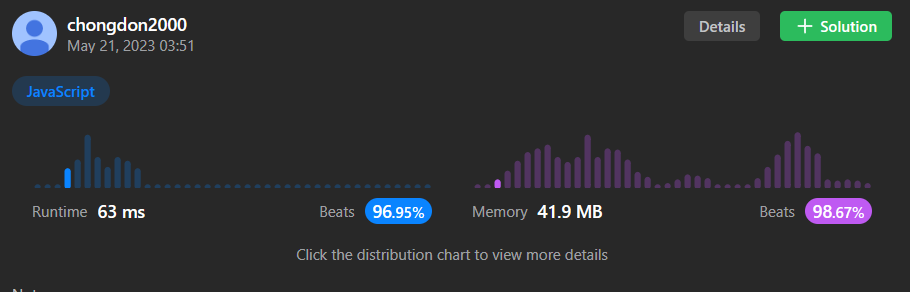 chongdon2000
May 21, 2023 03:51
Details
+ Solution
JavaScript
Runtime 63 ms Beats 96.95%
Memory 41.9 MB Beats 98.67%
Click the distribution chart to view more details